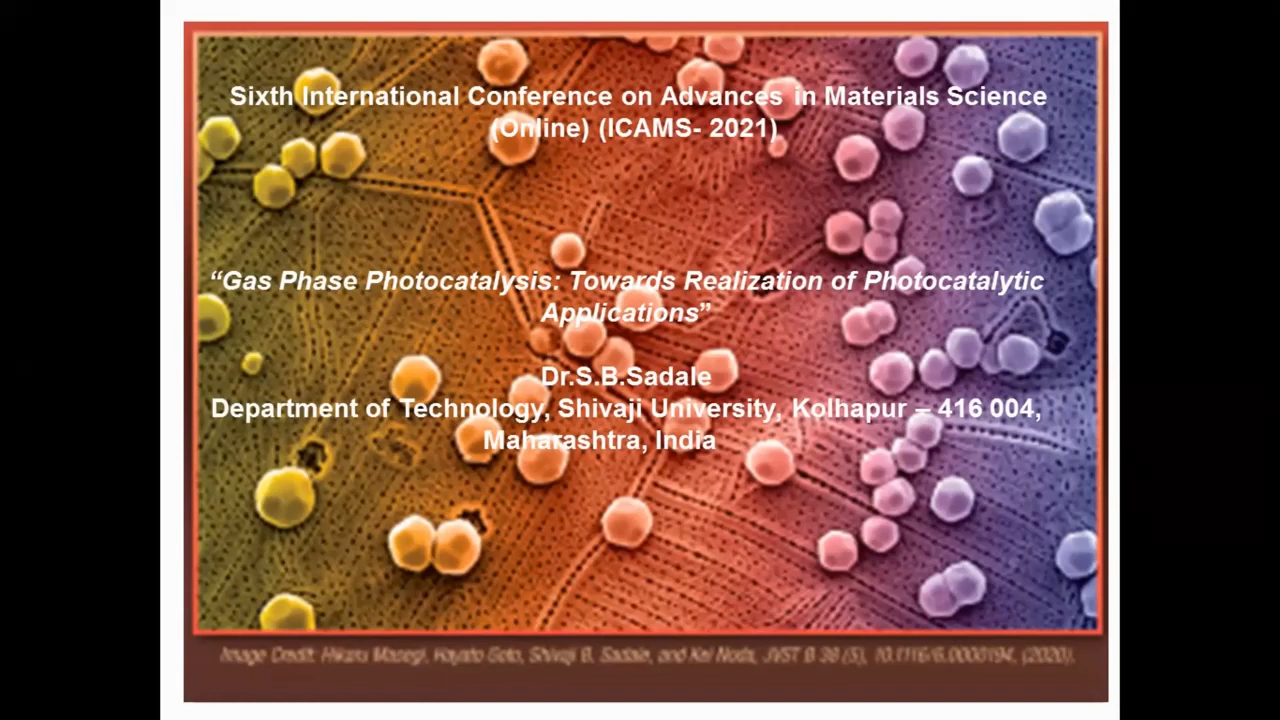 Sixth International Conference on Advances in Materials Science
(Online) (ICAMS- 2021)
“Gas Phase Photocatalysis: Towards Realization of Photocatalytic
Applications”
Dr.S.B.Sadale
Department of Technology, Shivaji University, Kolhapur – 416 004,
Maharashtra, India
Image Credit: Hikaru Masegi, Hayato Goto, Shivaji B. Sadale, and Kei Noda, JVST B 38 (5), 10.1116/6.0000194, (2020).